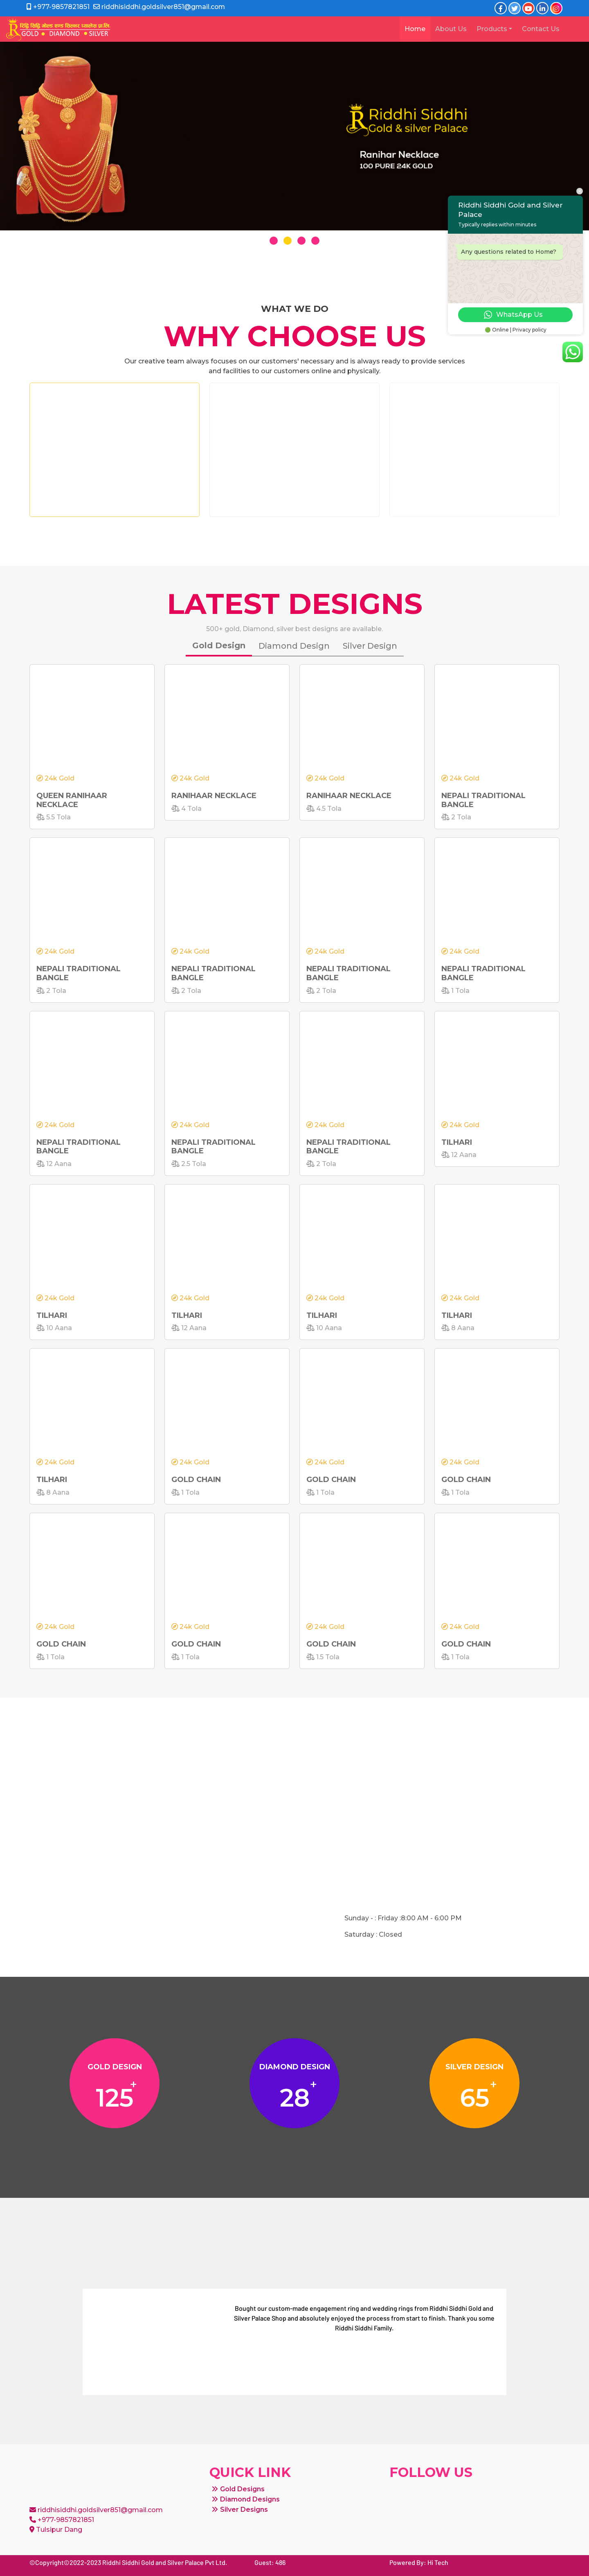 +977-9857821851 riddhisiddhi.goldsilver851@gmail.com
GOLD DIAMOND SILVER
Home About Us Products Contact Us
Riddhi Siddhi
Gold & silver Palace
Ranihar Necklace
100 PURE 24K GOLD
Riddhi Siddhi Gold and Silver Palace
Typically replies within minutes
Any questions related to Home?
WhatsApp Us
Online | Privacy policy
WHAT WE DO
WHY CHOOSE US
Our creative team always focuses on our customers' necessary and is always ready to provide services
and facilities to our customers online and physically.
LATEST DESIGNS
500+ gold, Diamond, silver best designs are available.
Gold Design Diamond Design Silver Design
24k Gold 24k Gold 24k Gold 24k Gold
QUEEN RANIHAAR NECKLACE RANIHAAR NECKLACE RANIHAAR NECKLACE NEPALI TRADITIONAL BANGLE
5.5 Tola 4 Tola 4.5 Tola 2 Tola
24k Gold 24k Gold 24k Gold 24k Gold
NEPALI TRADITIONAL BANGLE NEPALI TRADITIONAL BANGLE NEPALI TRADITIONAL BANGLE NEPALI TRADITIONAL BANGLE
2 Tola 2 Tola 2 Tola 1 Tola
24k Gold 24k Gold 24k Gold 24k Gold
NEPALI TRADITIONAL BANGLE NEPALI TRADITIONAL BANGLE NEPALI TRADITIONAL BANGLE TILHARI
12 Aana 2.5 Tola 2 Tola 12 Aana
24k Gold 24k Gold 24k Gold 24k Gold
TILHARI TILHARI TILHARI TILHARI
10 Aana 12 Aana 10 Aana 8 Aana
24k Gold 24k Gold 24k Gold 24k Gold
TILHARI GOLD CHAIN GOLD CHAIN GOLD CHAIN
8 Aana 1 Tola 1 Tola 1 Tola
24k Gold 24k Gold 24k Gold 24k Gold
GOLD CHAIN GOLD CHAIN GOLD CHAIN GOLD CHAIN
1 Tola 1 Tola 1.5 Tola 1 Tola
Sunday - : Friday :8:00 AM - 6:00 PM
Saturday : Closed
GOLD DESIGN DIAMOND DESIGN SILVER DESIGN
125+ 28+ 65+
Bought our custom-made engagement ring and wedding rings from Riddhi Siddhi Gold and
Silver Palace Shop and absolutely enjoyed the process from start to finish. Thank you some
Riddhi Siddhi Family.
QUICK LINK FOLLOW US
Gold Designs
Diamond Designs
Silver Designs
riddhisiddhi.goldsilver851@gmail.com
+977-9857821851
Tulsipur Dang
©Copyright©2022-2023 Riddhi Siddhi Gold and Silver Palace Pvt Ltd. Guest: 486 Powered By: Hi Tech